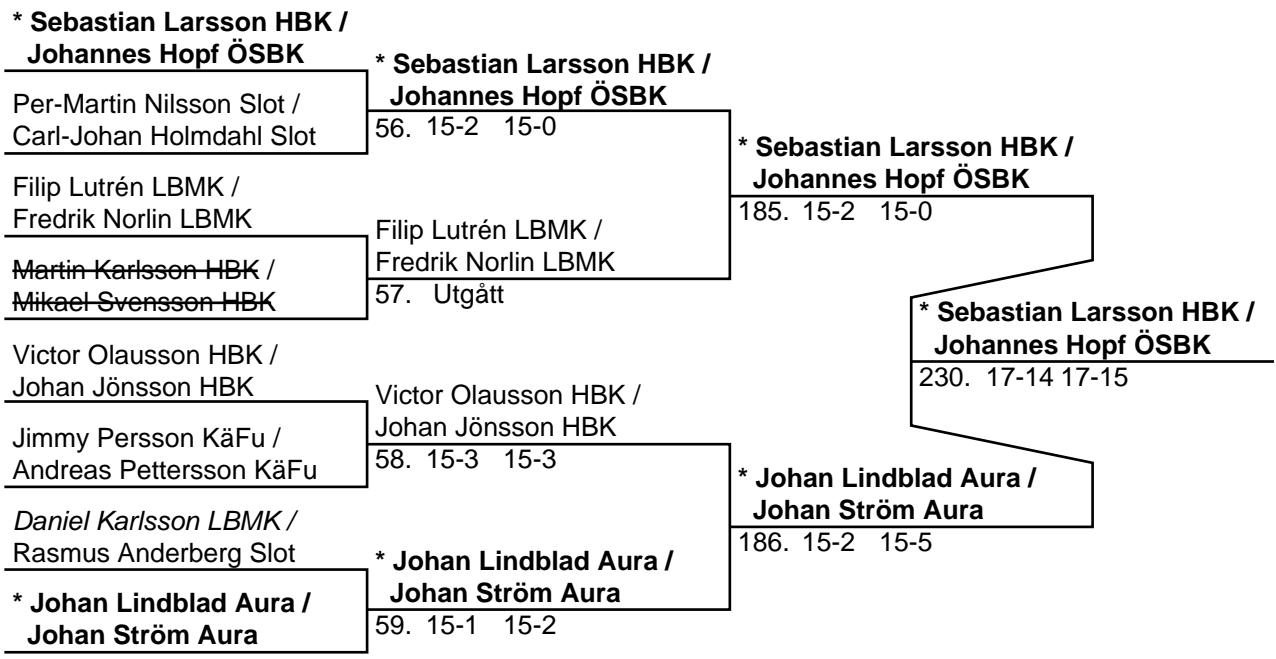 * Sebastian Larsson HBK /
Johannes Hopf ÖSBK
Per-Martin Nilsson Slot /
Carl-Johan Holmdahl Slot
Filip Lutrén LBMK /
Fredrik Norlin LBMK
Martin Karlsson HBK /
Mikael Svensson HBK
Victor Olausson HBK /
Johan Jönsson HBK
Jimmy Persson KäFu /
Andreas Pettersson KäFu
Daniel Karlsson LBMK /
Rasmus Anderberg Slot
* Johan Lindblad Aura /
Johan Ström Aura
* Sebastian Larsson HBK /
Johannes Hopf ÖSBK
56. 15-2 15-0
Filip Lutrén LBMK /
Fredrik Norlin LBMK
57. Utgått
Victor Olausson HBK /
Johan Jönsson HBK
58. 15-3 15-3
* Johan Lindblad Aura /
Johan Ström Aura
59. 15-1 15-2
* Sebastian Larsson HBK /
Johannes Hopf ÖSBK
185. 15-2 15-0
* Johan Lindblad Aura /
Johan Ström Aura
186. 15-2 15-5
* Sebastian Larsson HBK /
Johannes Hopf ÖSBK
230. 17-14 17-15